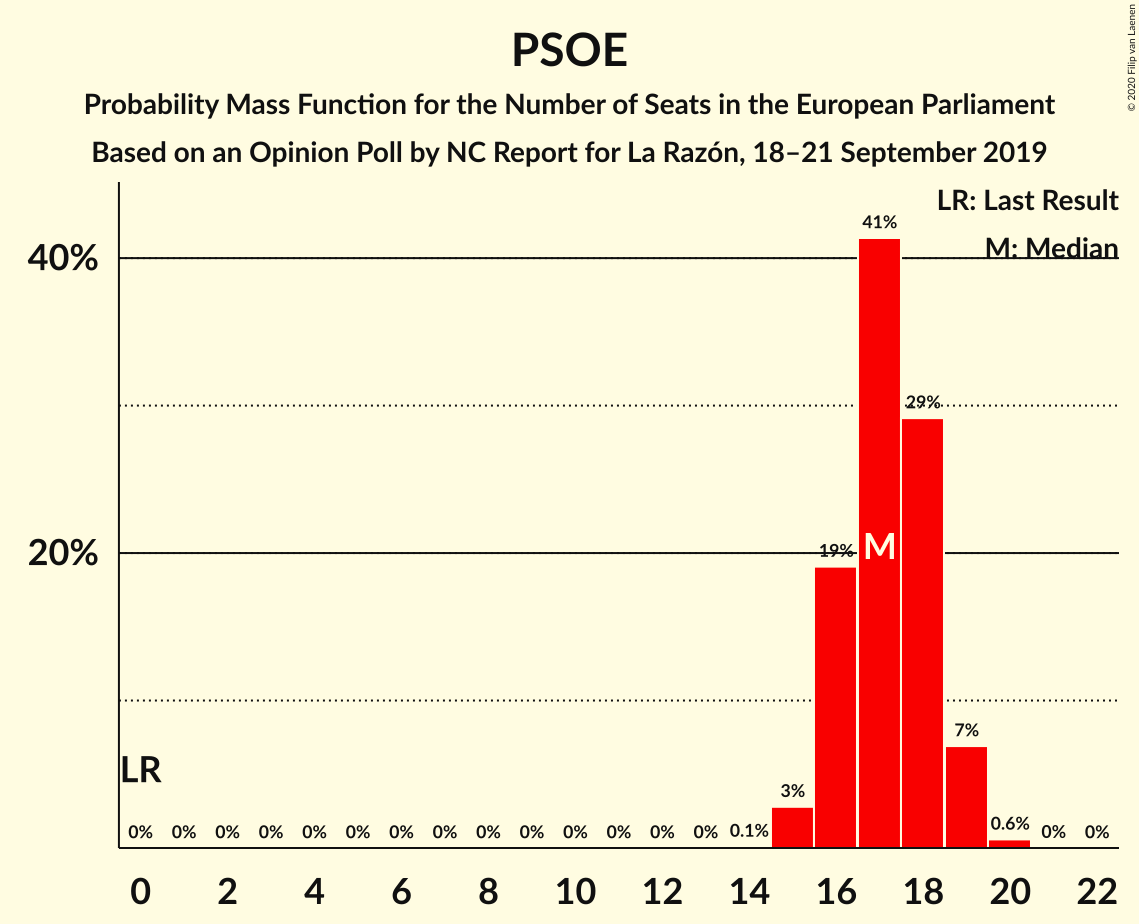 PSOE
Probability Mass Function for the Number of Seats in the European Parliament
Based on an Opinion Poll by NC Report for La Razón, 18–21 September 2019
© 2020 Filip van Laenen
LR: Last Result
M: Median
41%
40%
29%
20%
19%
M
7%
LR
3%
0% 0% 0% 0% 0% 0% 0% 0% 0% 0% 0% 0% 0% 0% 0.1% 0.6% 0% 0%
0 2 4 6 8 10 12 14 16 18 20 22